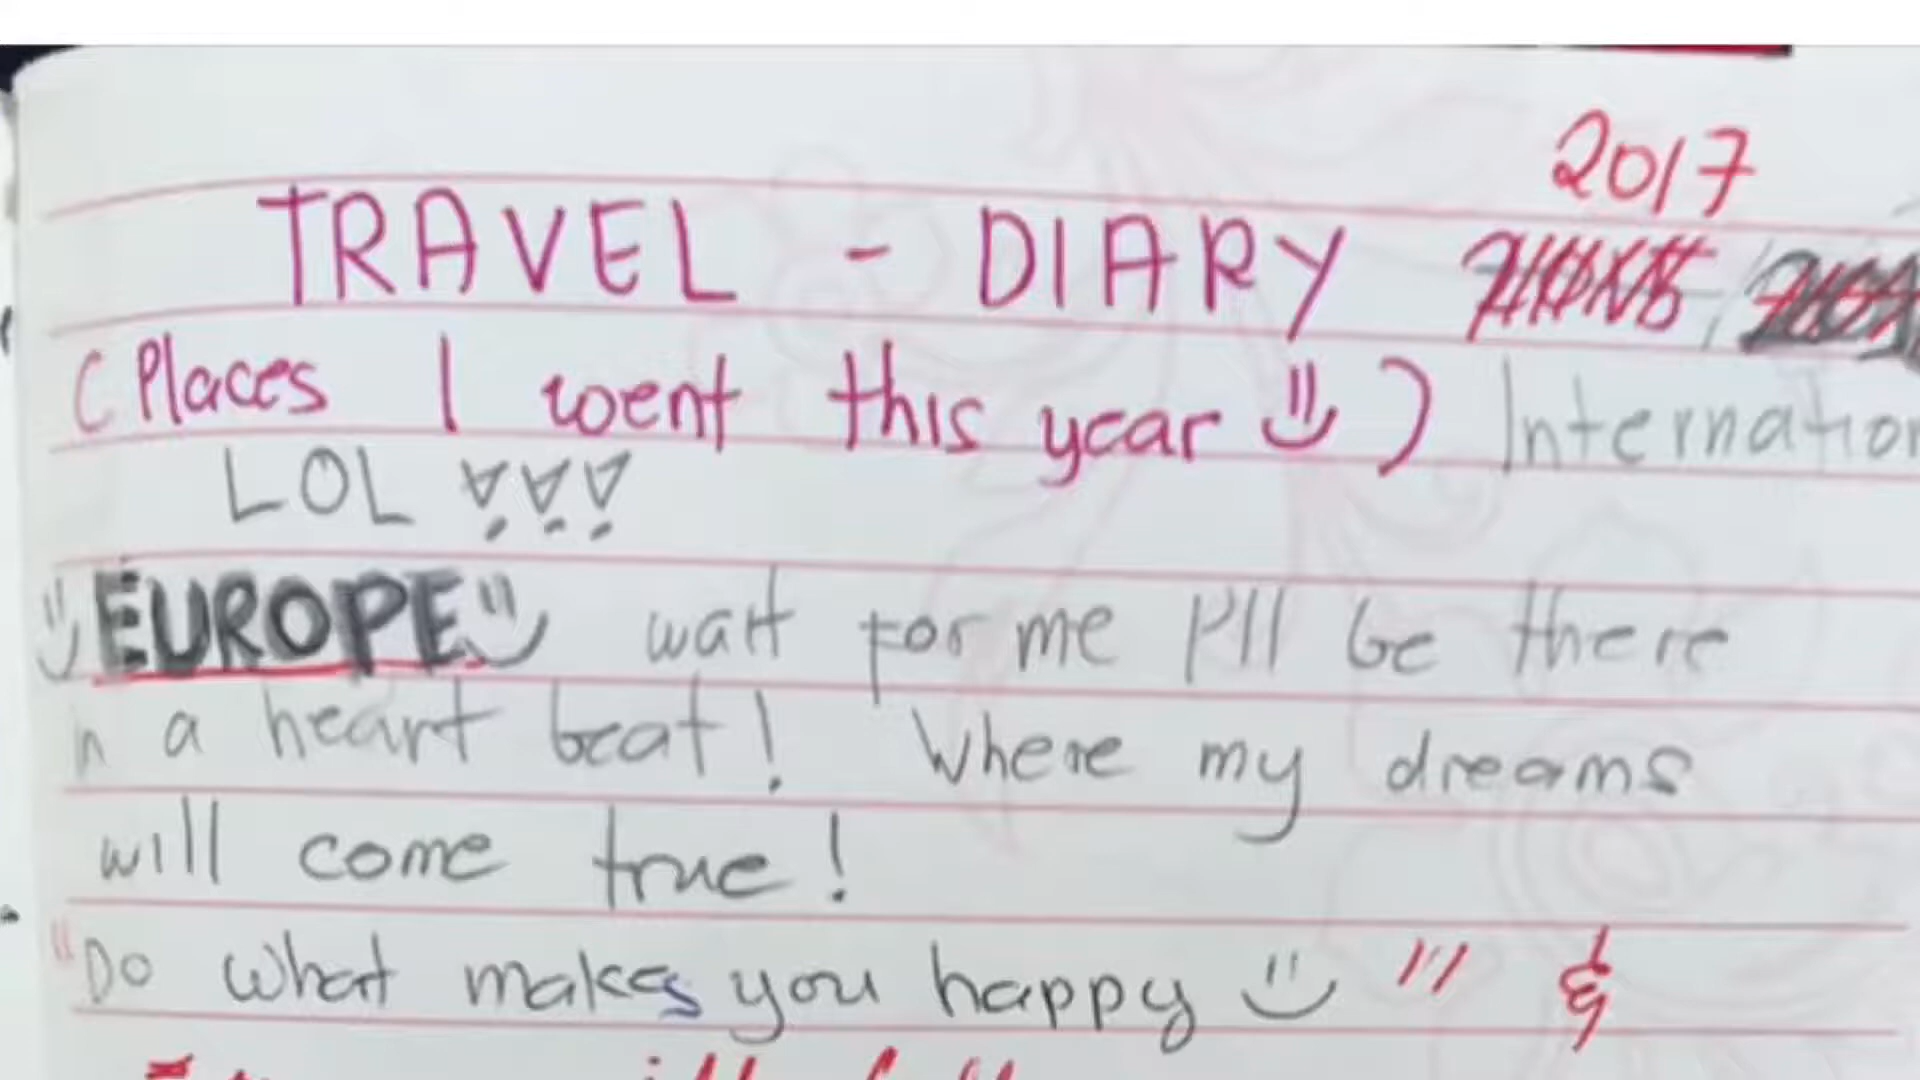 2017
TRAVEL - DIARY
(Places I went this year) Internation
LOL !!!
EUROPE wait for me I'll be there
n a heart beat! Where my dreams
will come true!
"Do what makes you happy " &